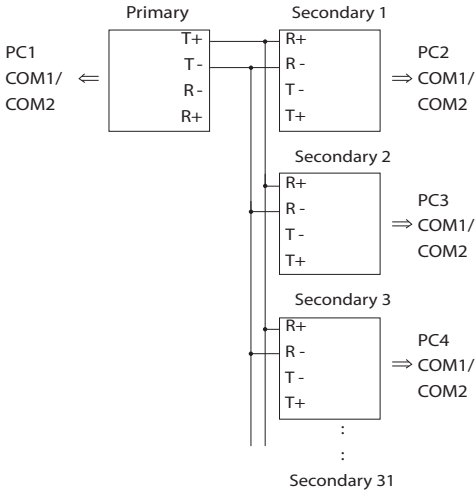 Primary
PC1
COM1/
COM2
⇐
T+
T -
R -
R+
Secondary 1
R+
R -
T -
T+
PC2
⇒ COM1/
COM2
Secondary 2
R+
R -
T -
T+
PC3
⇒ COM1/
COM2
Secondary 3
R+
R -
T -
T+
PC4
⇒ COM1/
COM2
:
:
Secondary 31